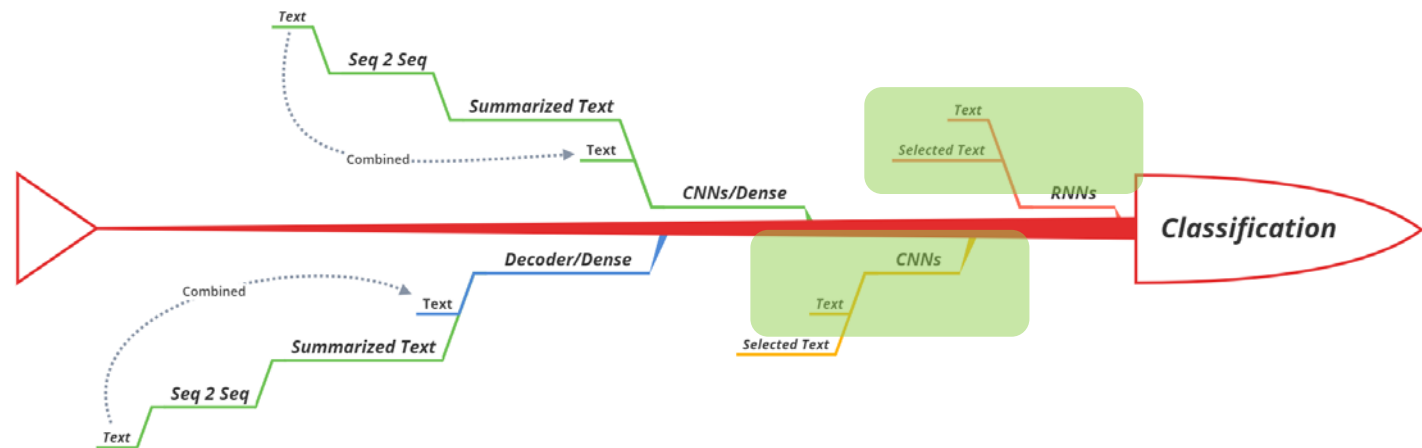 Text
Seq 2 Seq
Summarized Text
Combined
Text
CNNs/Dense
Text
Selected Text
RNNs
Classification
Decoder/Dense
CNNs
Combined
Text
Text
Summarized Text
Selected Text
Seq 2 Seq
Text